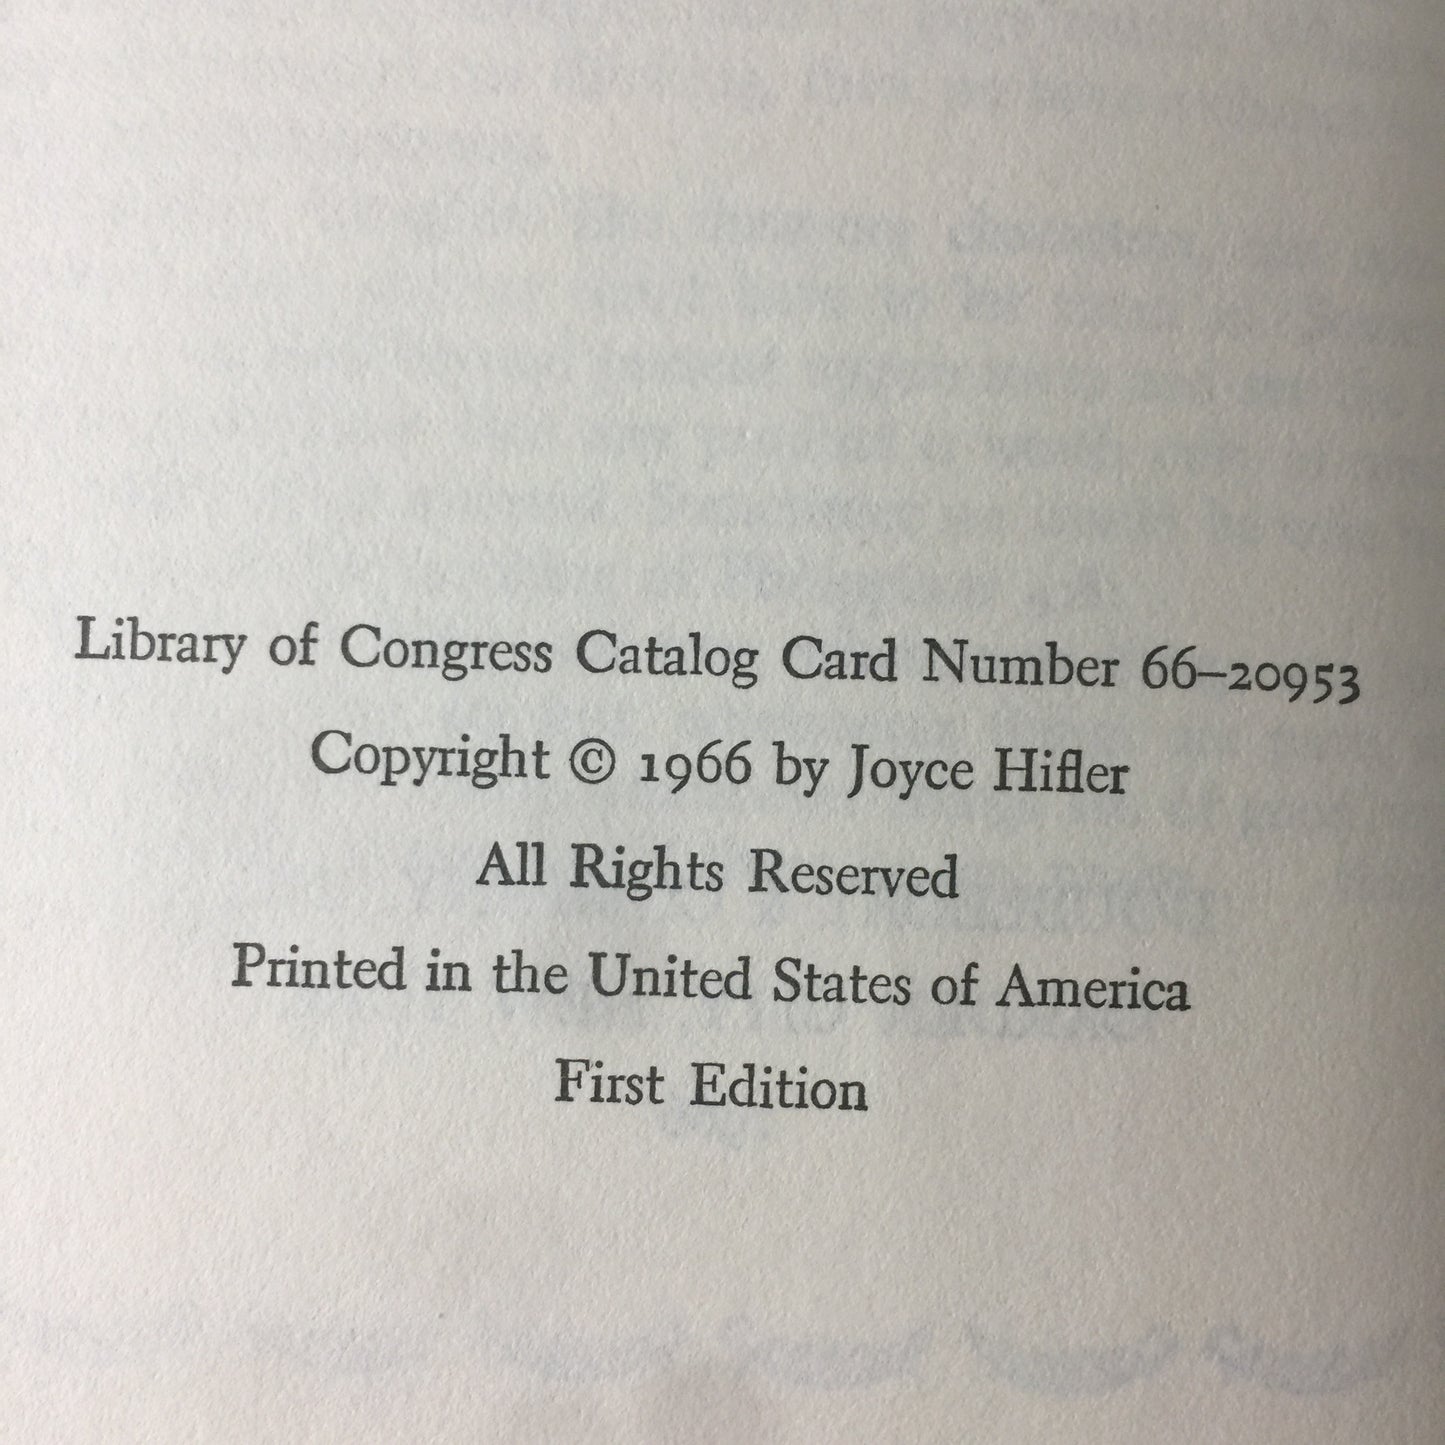 Library of Congress Catalog Card Number 66–20953
Copyright © 1966 by Joyce Hifler
All Rights Reserved
Printed in the United States of America
First Edition